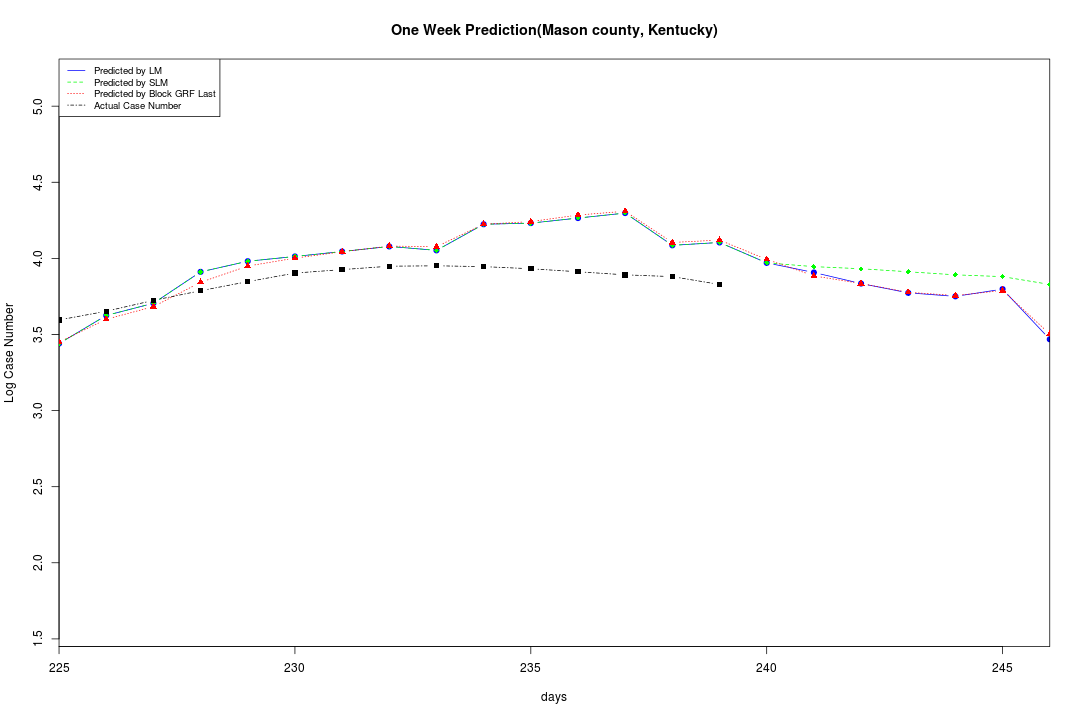 One Week Prediction(Mason county, Kentucky)
Predicted by LM
Predicted by SLM
Predicted by Block GRF Last
Actual Case Number
5.0
4.5
4.0
3.5
3.0
2.5
2.0
1.5
Log Case Number
225
230
235
240
245
days